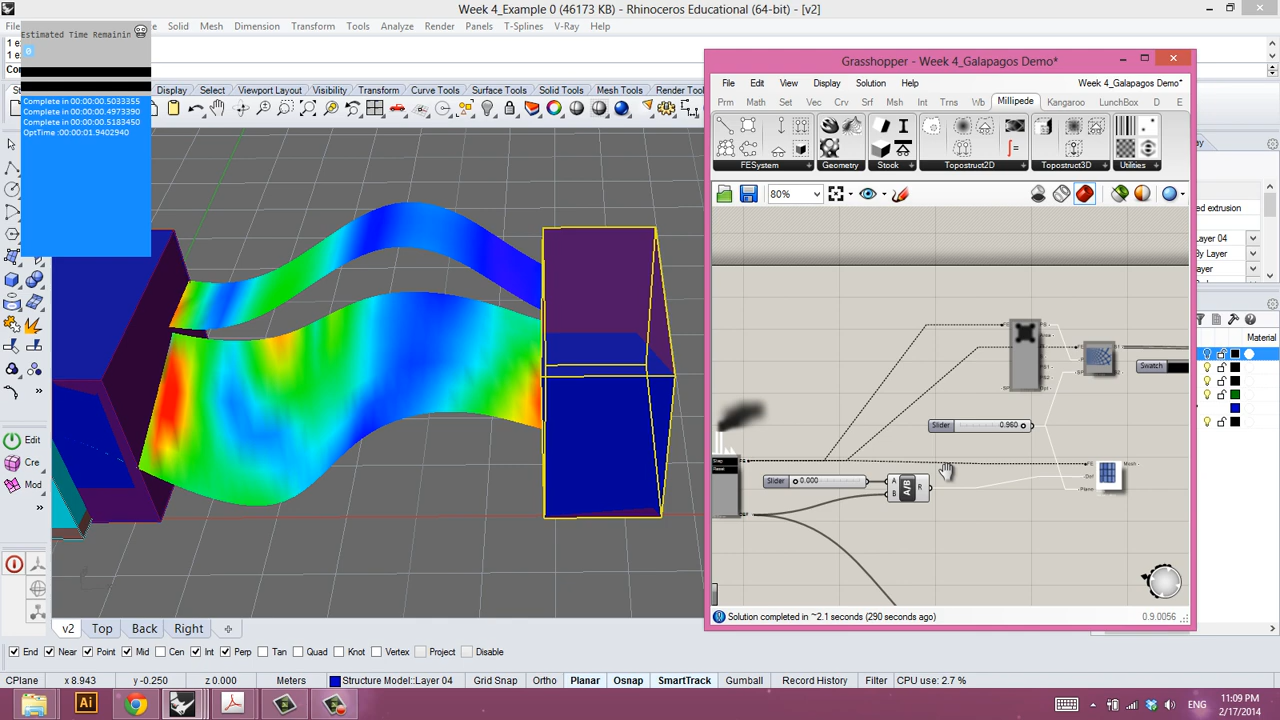 Week 4_Example 0 (46173 KB) - Rhinoceros Educational (64-bit) - [v2]
Solid Mesh Dimension Transform Tools Analyze Render Panels T-Splines V-Ray Help
Estimated Time Remainin
0
Complete in 00:00:00.5033355
Complete in 00:00:00.4973390
Complete in 00:00:00.5183450
OptTime :00:00:01.9402940
Display Select Viewport Layout Visibility Transform Curve Tools Surface Tools Solid Tools Mesh Tools Render Tool
Grasshopper - Week 4_Galapagos Demo*
File Edit View Display Solution Help Week 4_Galapagos Demo*
Prm Math Set Vec Crv Srf Msh Int Trns Wb Dis Millipede Kangaroo LunchBox D E
FESystem Geometry Stock Topostruct2D Topostruct3D Utilities
80%
Swatch
Slider 0.960
Slider 0.000
A
B
A/B
R
Mesh
Plane
Step
Reset
Solution completed in ~2.1 seconds (290 seconds ago) 0.9.0056
ed extrusion
Layer 04
By Layer
Material
Edit
Cre
Mod
v2 Top Back Right
End Near Point Mid Cen Int Perp Tan Quad Knot Vertex Project Disable
CPlane x 8.943 y -0.250 z 0.000 Meters Structure Model::Layer 04 Grid Snap Ortho Planar Osnap SmartTrack Gumball Record History Filter CPU use: 2.7 %
Ai
ENG
11:09 PM
2/17/2014